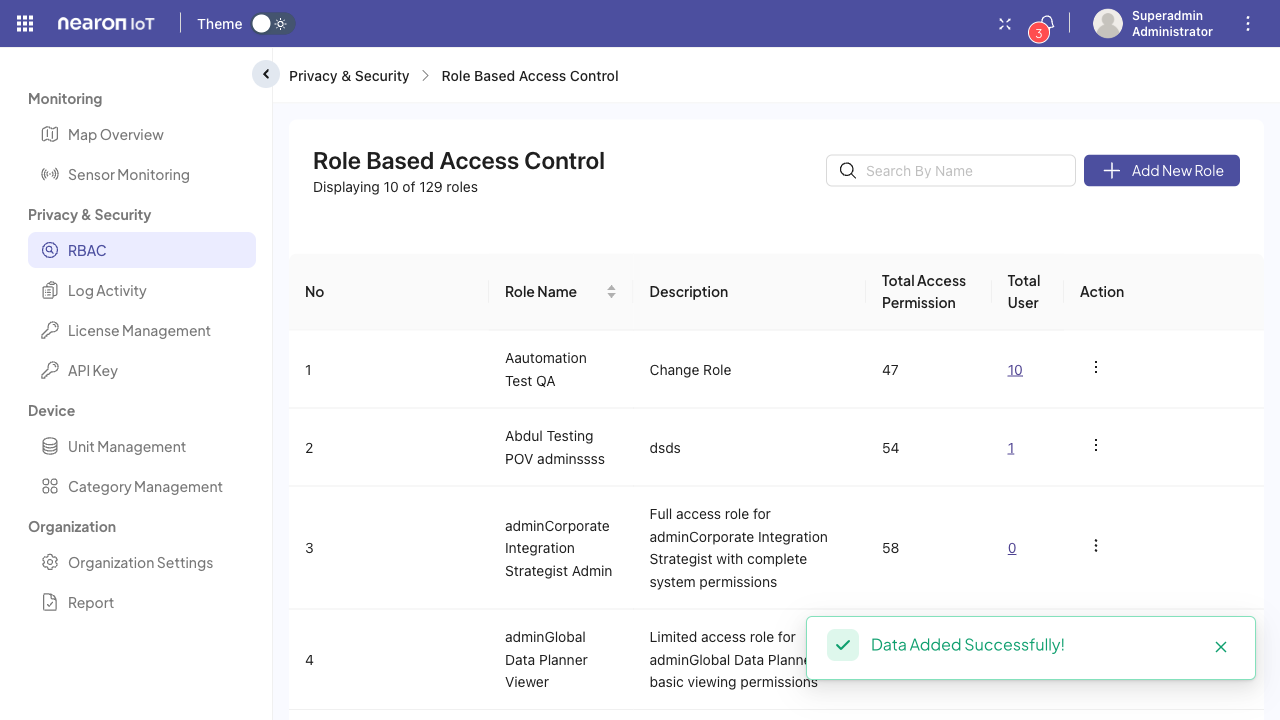 nearon IoT
Theme
3
Superadmin
Administrator
Privacy & Security
Role Based Access Control
Monitoring
Map Overview
Sensor Monitoring
Privacy & Security
RBAC
Log Activity
License Management
API Key
Device
Unit Management
Category Management
Organization
Organization Settings
Report
Role Based Access Control
Displaying 10 of 129 roles
Search By Name
Add New Role
No
Role Name
Description
Total Access
Permission
Total
User
Action
1
Aautomation
Test QA
Change Role
47
10
2
Abdul Testing
POV adminssss
dsds
54
1
3
adminCorporate
Integration
Strategist Admin
Full access role for
adminCorporate Integration
Strategist with complete
system permissions
58
0
4
adminGlobal
Data Planner
Viewer
Limited access role for
adminGlobal Data
basic viewing permissions
Data Added Successfully!